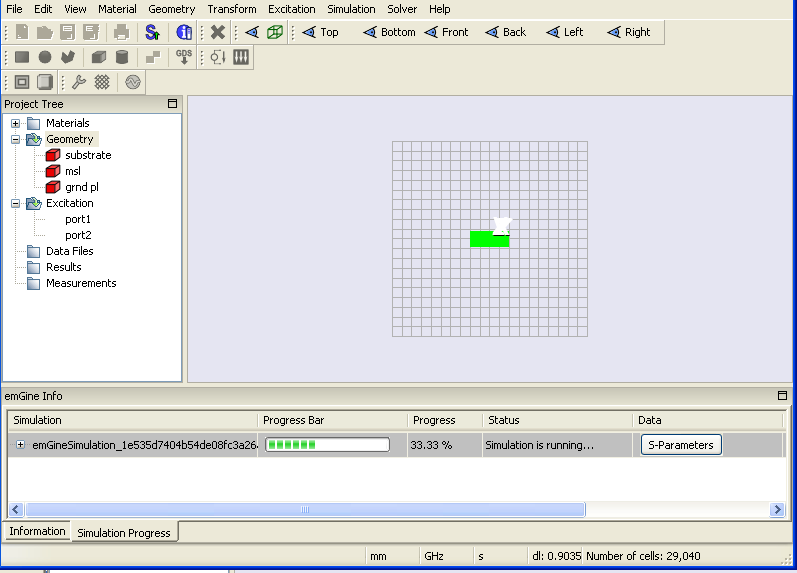 File Edit View Material Geometry Transform Excitation Simulation Solver Help
Top Bottom Front Back Left Right
GDS
Project Tree
Materials
Geometry
substrate
msl
grnd pl
Excitation
port1
port2
Data Files
Results
Measurements
emGine Info
Simulation Progress Bar Progress Status Data
emGineSimulation_1e535d7404b54de08fc3a26 33.33 % Simulation is running... S-Parameters
Information Simulation Progress
mm GHz s dl: 0.9035 Number of cells: 29,040